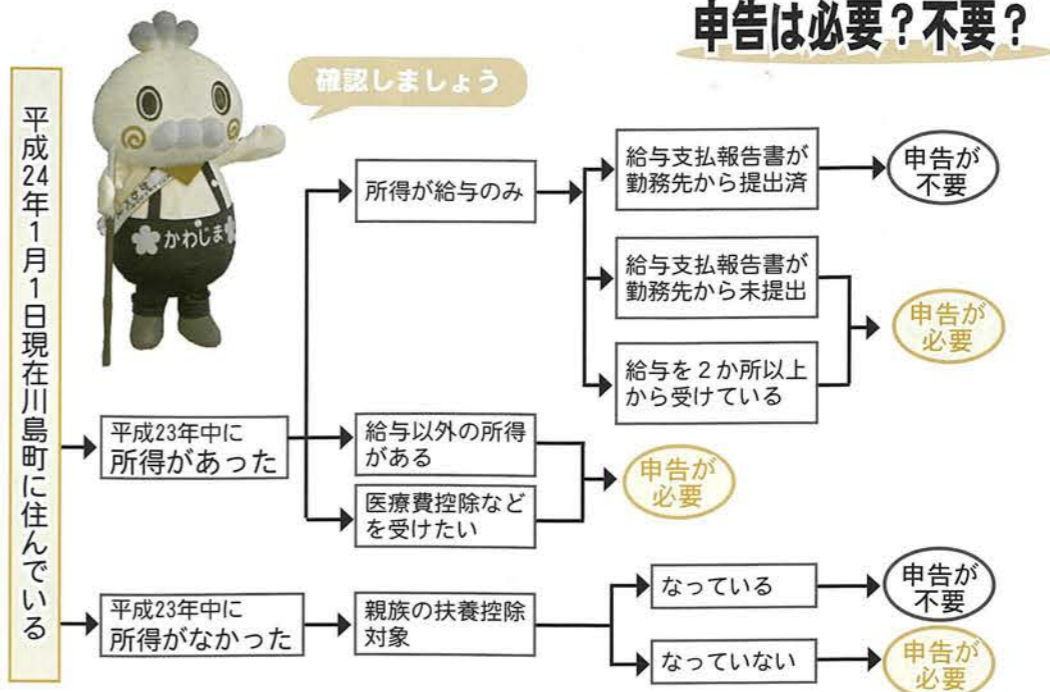 申告は必要？不要？
確認しましょう
平成24年1月1日現在川島町に住んでいる
かわじま
平成23年中に
所得があった
所得が給与のみ
給与支払報告書が
勤務先から提出済
申告が
不要
給与支払報告書が
勤務先から未提出
給与を２か所以上
から受けている
申告が
必要
給与以外の所得
がある
医療費控除など
を受けたい
申告が
必要
平成23年中に
所得がなかった
親族の扶養控除
対象
なっている
申告が
不要
なっていない
申告が
必要